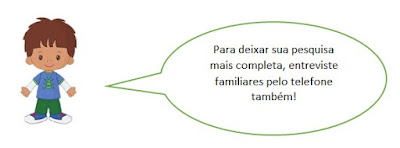 Para deixar sua pesquisa
mais completa, entreviste
familiares pelo telefone
também!